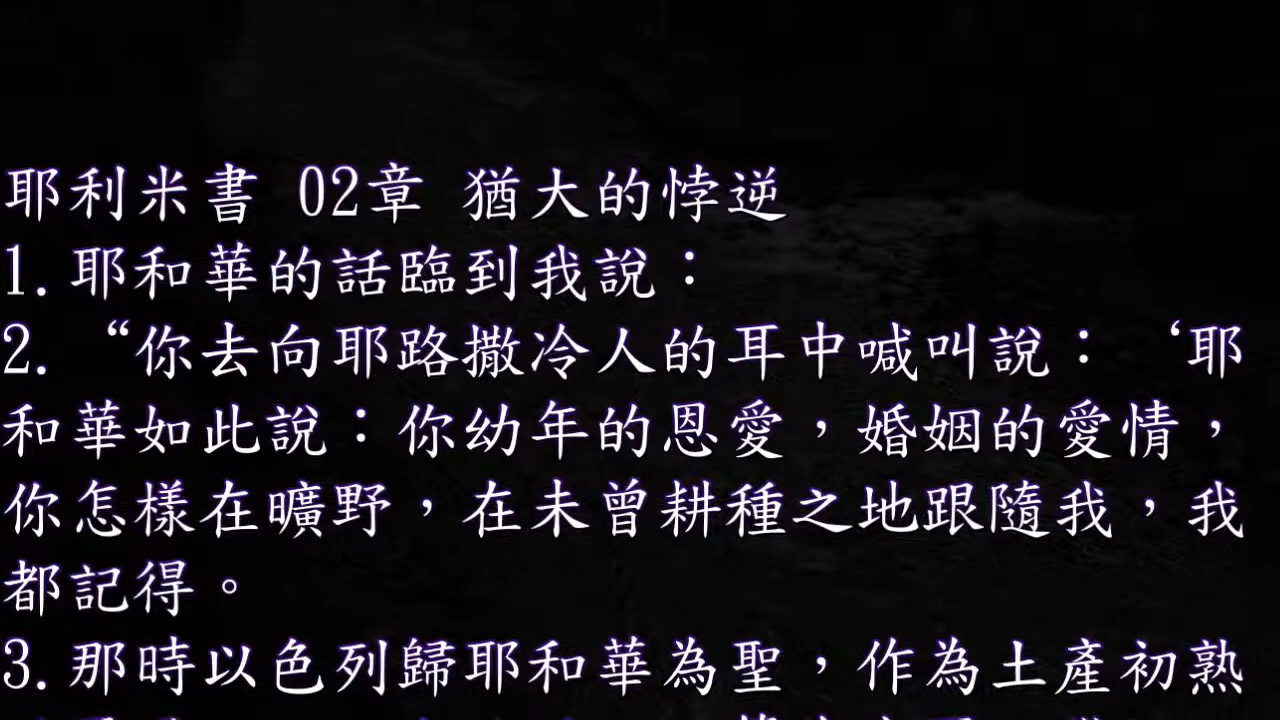 耶利米書 02章 猶大的悖逆
1.耶和華的話臨到我說：
2.“你去向耶路撒冷人的耳中喊叫說：‘耶
和華如此說：你幼年的恩愛，婚姻的愛情，
你怎樣在曠野，在未曾耕種之地跟隨我，我
都記得。
3.那時以色列歸耶和華為聖，作為土產初熟